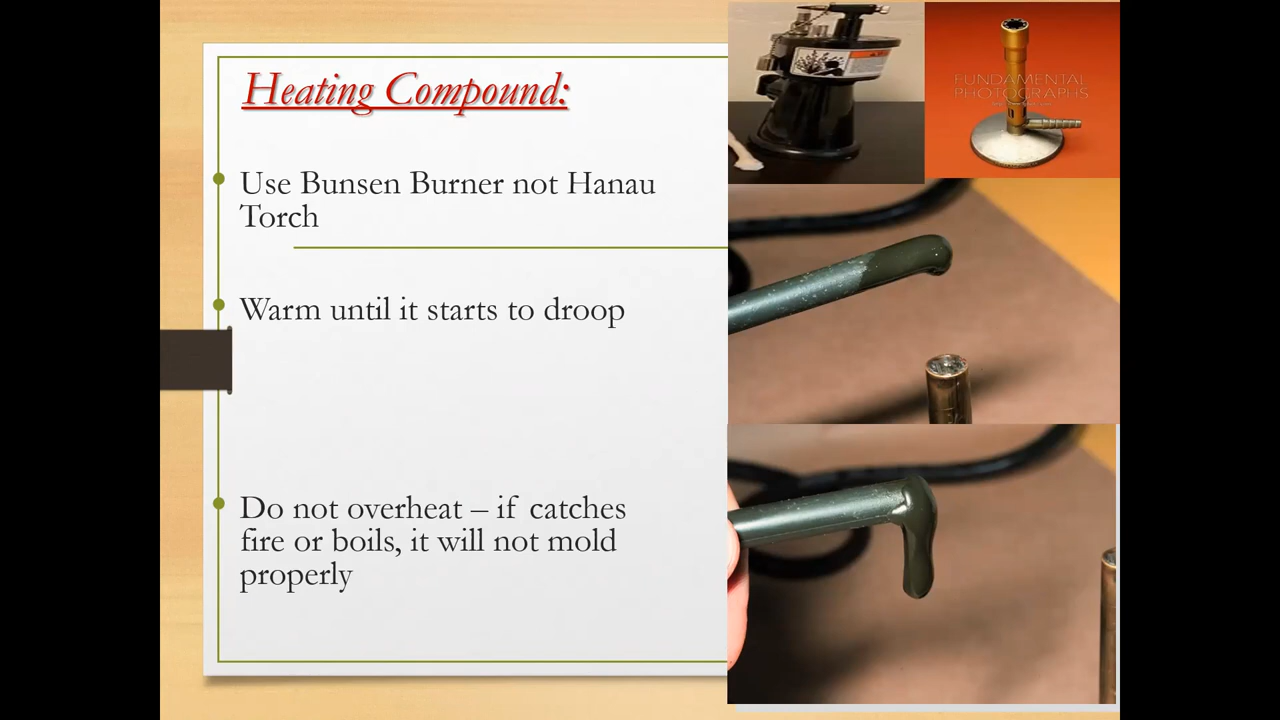 Heating Compound:
Use Bunsen Burner not Hanau
Torch
Warm until it starts to droop
Do not overheat – if catches
fire or boils, it will not mold
properly
FUNDAMENTAL
PHOTOGRAPHS